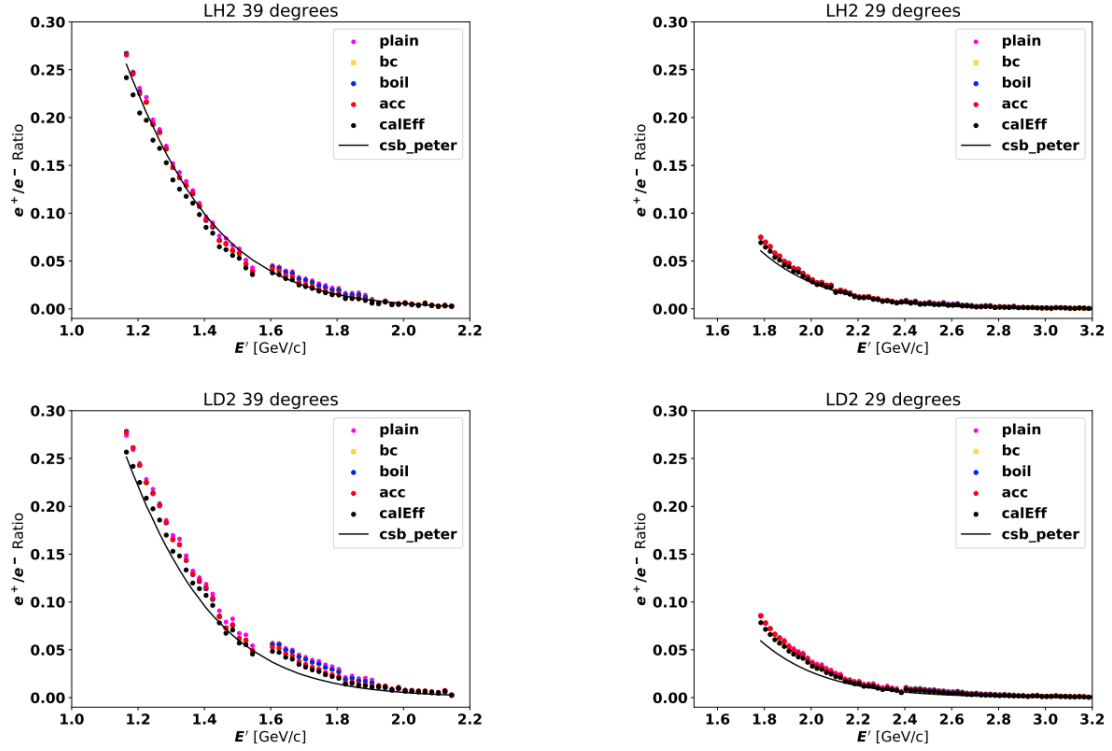 LH2 39 degrees
0.30
0.25
0.20
0.15
0.10
0.05
0.00
e+/e− Ratio
plain
bc
boil
acc
calEff
csb_peter
1.0 1.2 1.4 1.6 1.8 2.0 2.2
E′ [GeV/c]
LH2 29 degrees
0.30
0.25
0.20
0.15
0.10
0.05
0.00
e+/e− Ratio
plain
bc
boil
acc
calEff
csb_peter
1.6 1.8 2.0 2.2 2.4 2.6 2.8 3.0 3.2
E′ [GeV/c]
LD2 39 degrees
0.30
0.25
0.20
0.15
0.10
0.05
0.00
e+/e− Ratio
plain
bc
boil
acc
calEff
csb_peter
1.0 1.2 1.4 1.6 1.8 2.0 2.2
E′ [GeV/c]
LD2 29 degrees
0.30
0.25
0.20
0.15
0.10
0.05
0.00
e+/e− Ratio
plain
bc
boil
acc
calEff
csb_peter
1.6 1.8 2.0 2.2 2.4 2.6 2.8 3.0 3.2
E′ [GeV/c]